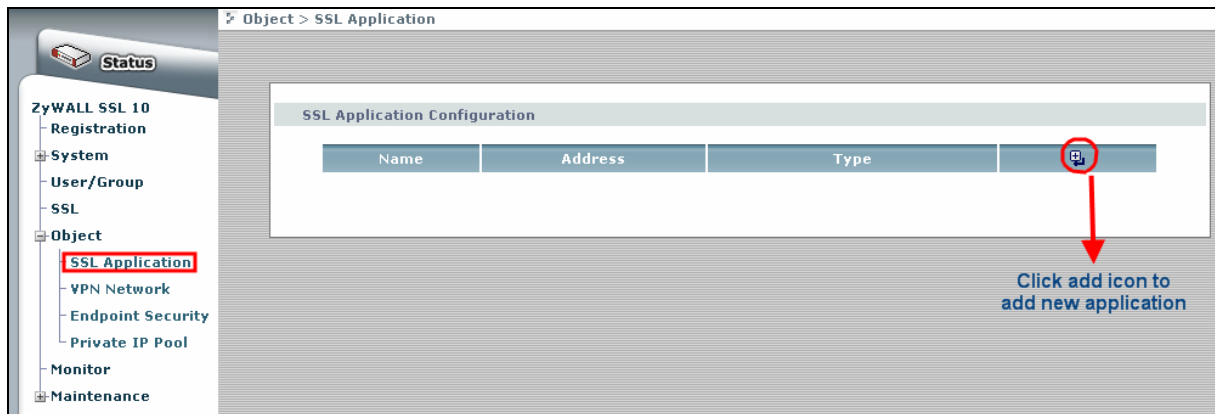 Object > SSL Application
Status
ZyWALL SSL 10
Registration
System
User/Group
SSL
Object
SSL Application
VPN Network
Endpoint Security
Private IP Pool
Monitor
Maintenance
SSL Application Configuration
Name Address Type
Click add icon to
add new application